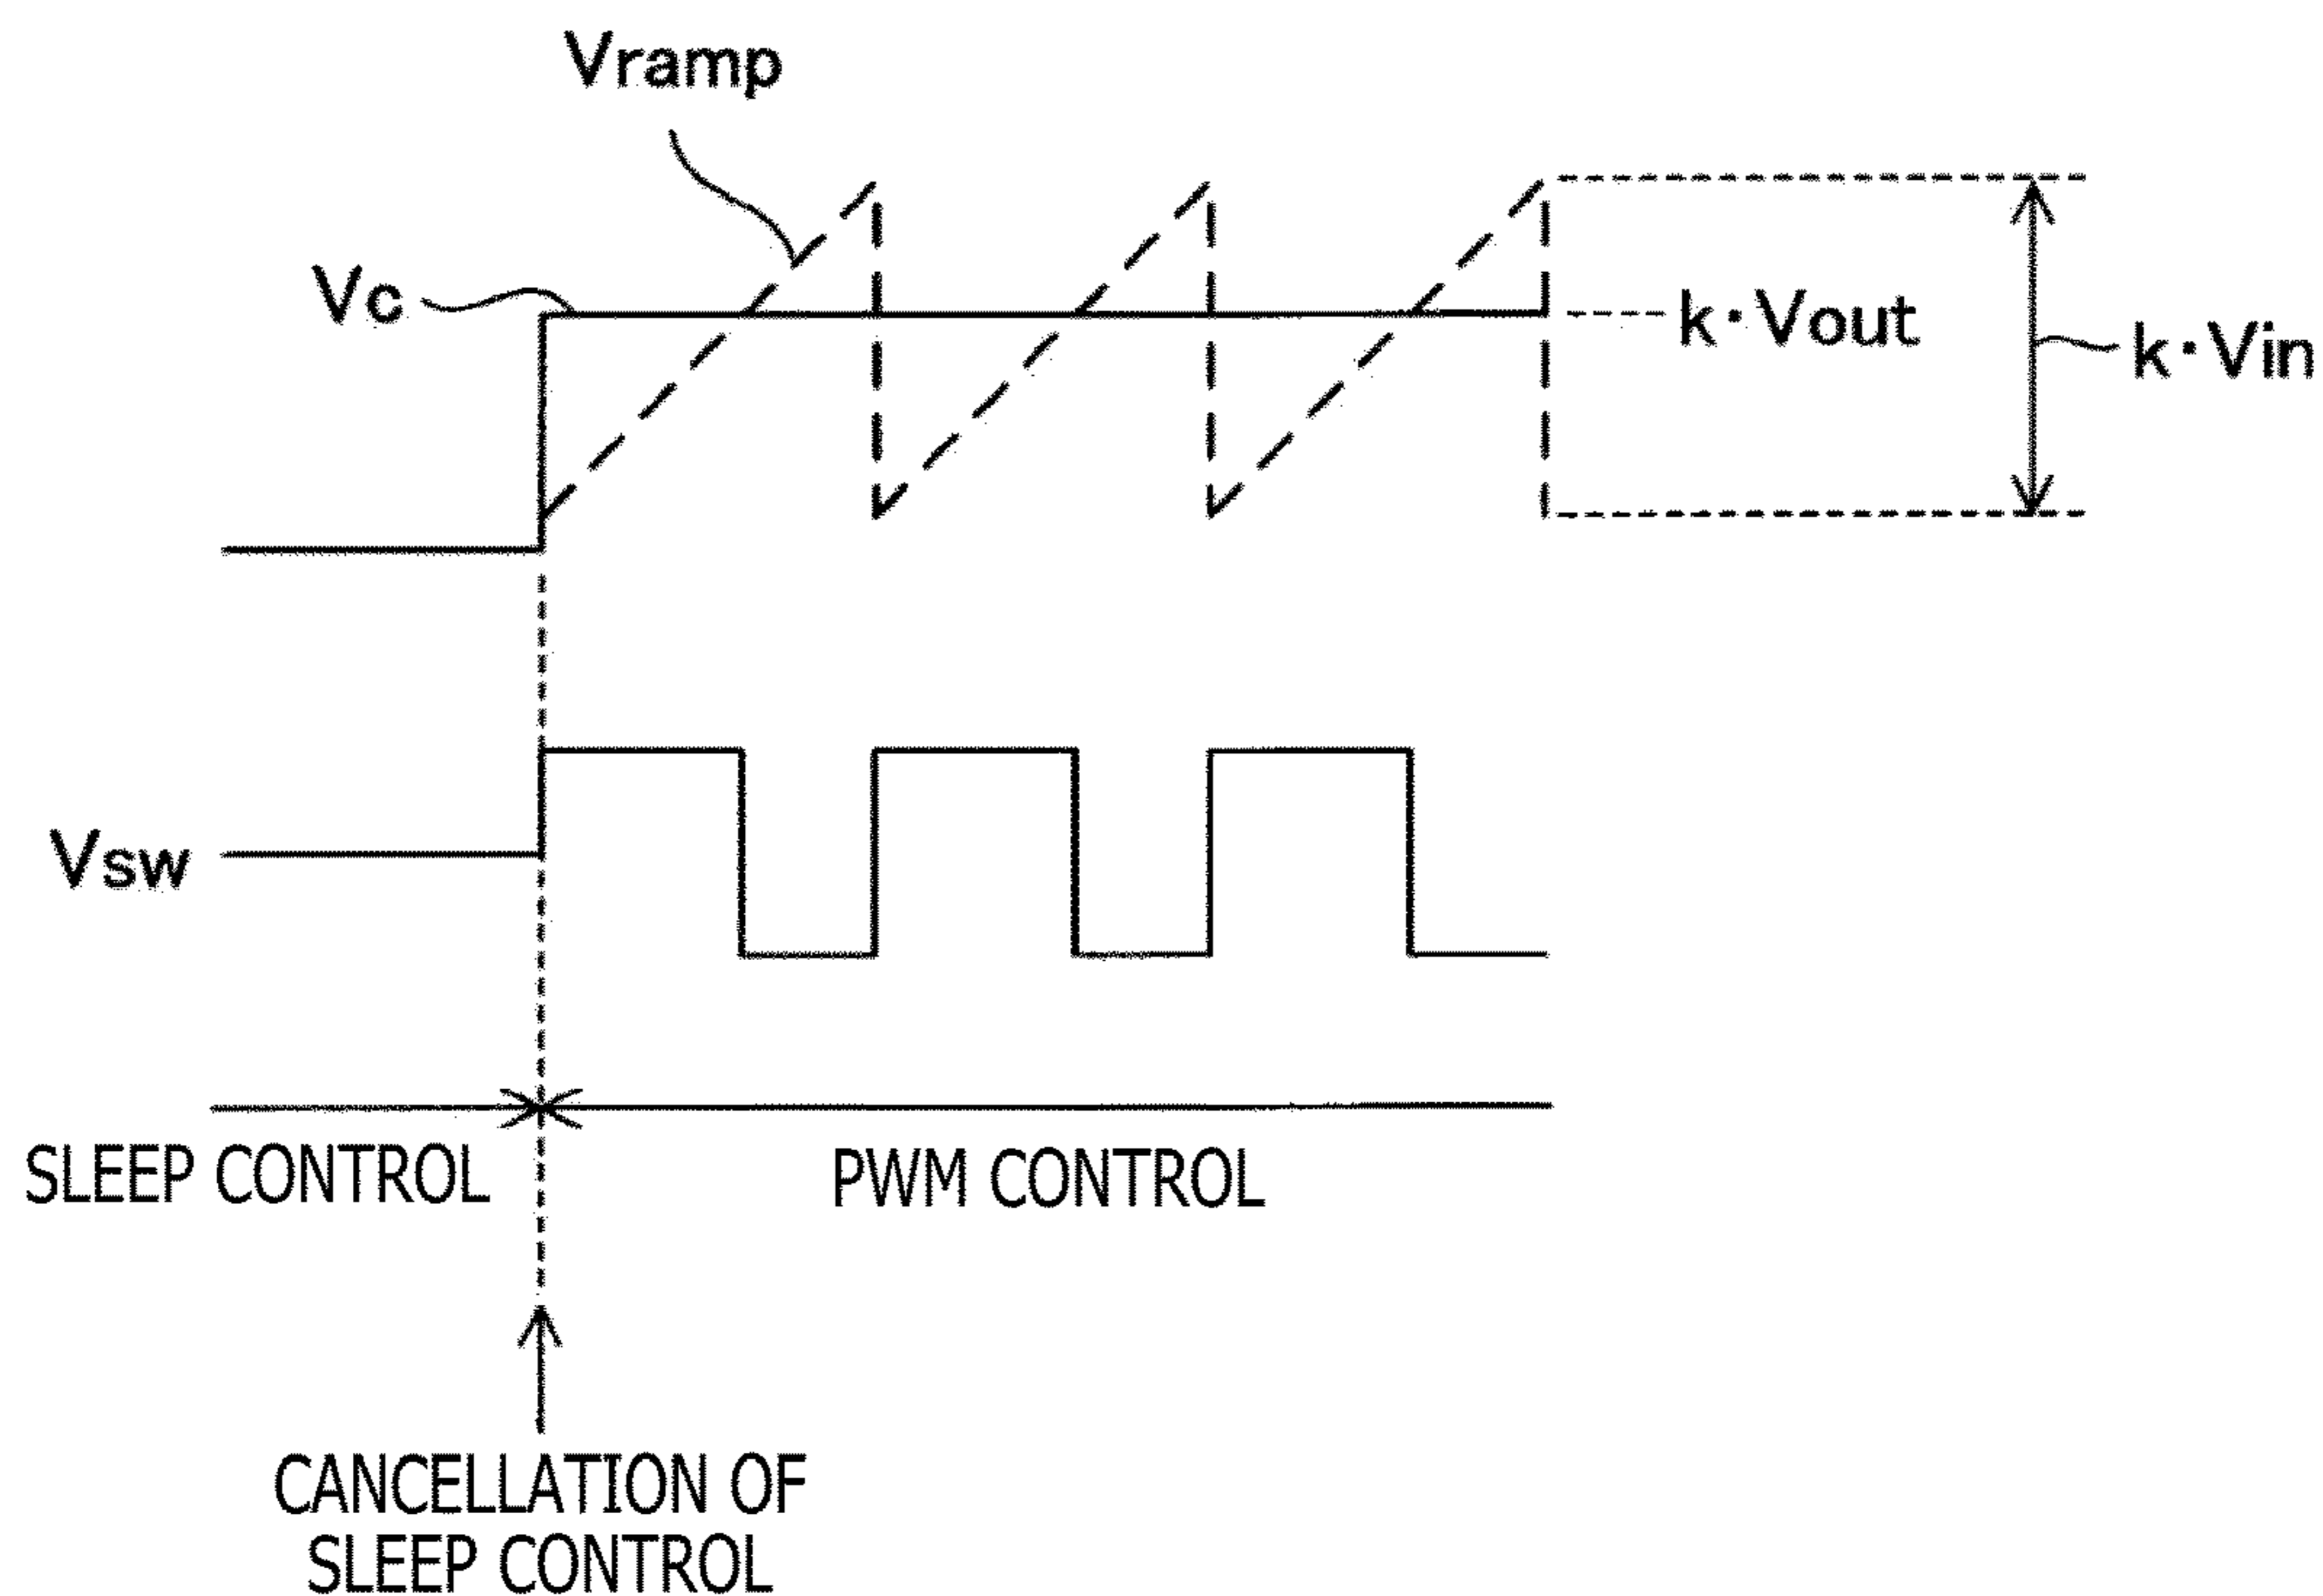 Vramp
Vc
k·Vout
k·Vin
Vsw
SLEEP CONTROL
PWM CONTROL
CANCELLATION OF
SLEEP CONTROL